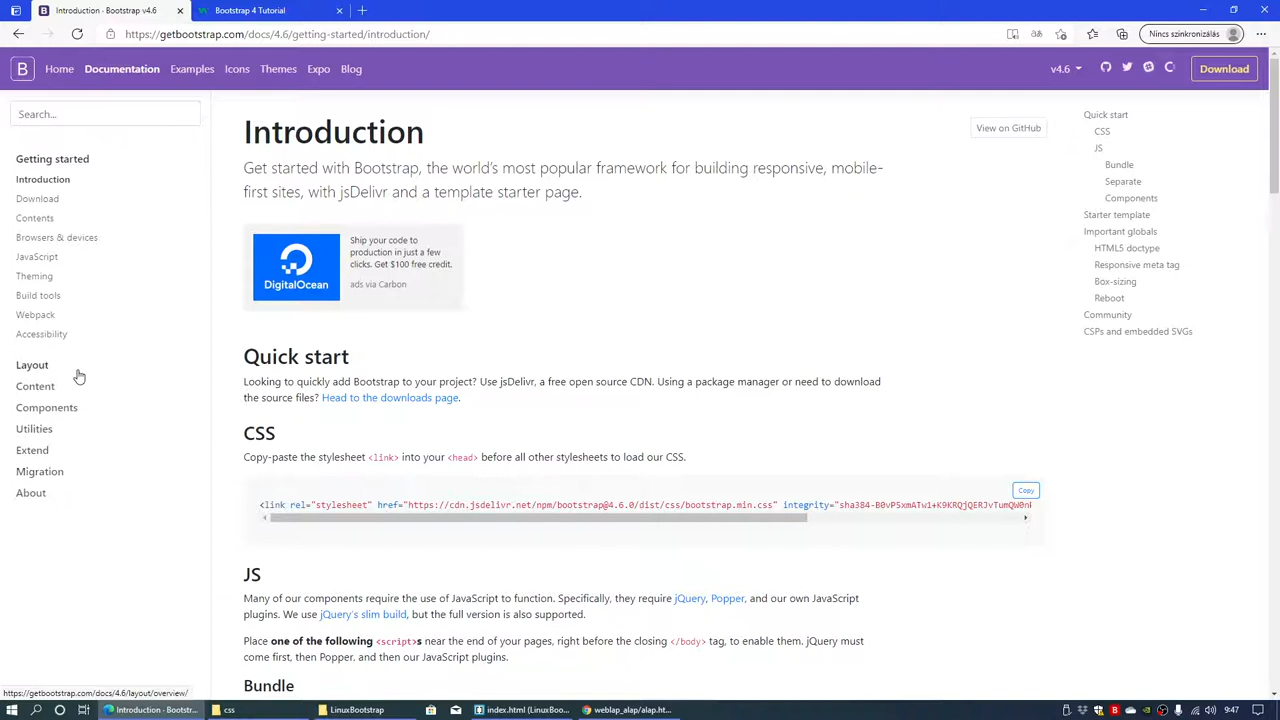 Introduction - Bootstrap v4.6
Bootstrap 4 Tutorial
https://getbootstrap.com/docs/4.6/getting-started/introduction/
Nincs szinkronizálás
B
Home
Documentation
Examples
Icons
Themes
Expo
Blog
v4.6
Download
Search...
Getting started
Introduction
Download
Contents
Browsers & devices
JavaScript
Theming
Build tools
Webpack
Accessibility
Layout
Content
Components
Utilities
Extend
Migration
About
Introduction
View on GitHub
Get started with Bootstrap, the world's most popular framework for building responsive, mobile-
first sites, with jsDelivr and a template starter page.
DigitalOcean
Ship your code to
production in just a few
clicks. Get $100 free credit.
ads via Carbon
Quick start
Looking to quickly add Bootstrap to your project? Use jsDelivr, a free open source CDN. Using a package manager or need to download
the source files? Head to the downloads page.
CSS
Copy-paste the stylesheet <link> into your <head> before all other stylesheets to load our CSS.
Copy
<link rel="stylesheet" href="https://cdn.jsdelivr.net/npm/bootstrap@4.6.0/dist/css/bootstrap.min.css" integrity="sha384-B0vP5xmATw1+K9KRQjQERJvTumQW0nE
JS
Many of our components require the use of JavaScript to function. Specifically, they require jQuery, Popper, and our own JavaScript
plugins. We use jQuery's slim build, but the full version is also supported.
Place one of the following <script>s near the end of your pages, right before the closing </body> tag, to enable them. jQuery must
come first, then Popper, and then our JavaScript plugins.
Bundle
Quick start
CSS
JS
Bundle
Separate
Components
Starter template
Important globals
HTML5 doctype
Responsive meta tag
Box-sizing
Reboot
Community
CSPs and embedded SVGs
https://getbootstrap.com/docs/4.6/layout/overview/
Introduction - Bootstr...
css
LinuxBootstrap
index.html (LinuxBoo...
weblap_alap/alap.ht...
9:47